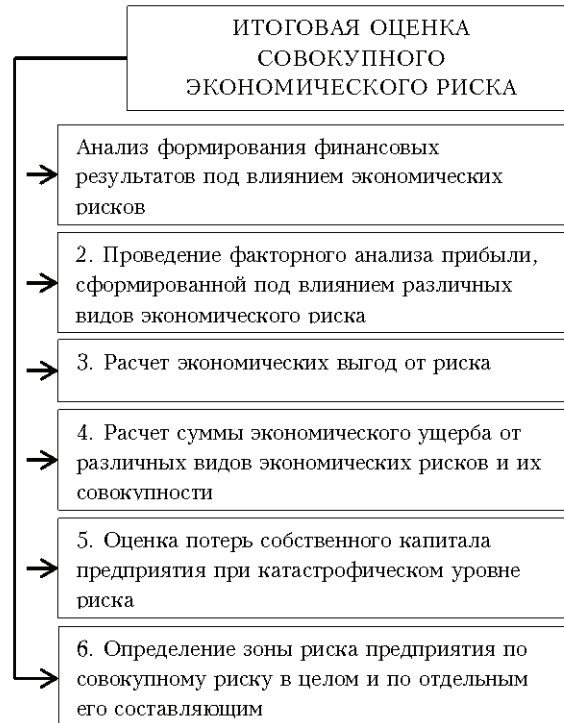 ИТОГОВАЯ ОЦЕНКА
СОВОКУПНОГО
ЭКОНОМИЧЕСКОГО РИСКА
Анализ формирования финансовых
результатов под влиянием экономических
рисков
2. Проведение факторного анализа прибыли,
сформированной под влиянием различных
видов экономического риска
3. Расчет экономических выгод от риска
4. Расчет суммы экономического ущерба от
различных видов экономических рисков и их
совокупности
5. Оценка потерь собственного капитала
предприятия при катастрофическом уровне
риска
6. Определение зоны риска предприятия по
совокупному риску в целом и по отдельным
его составляющим